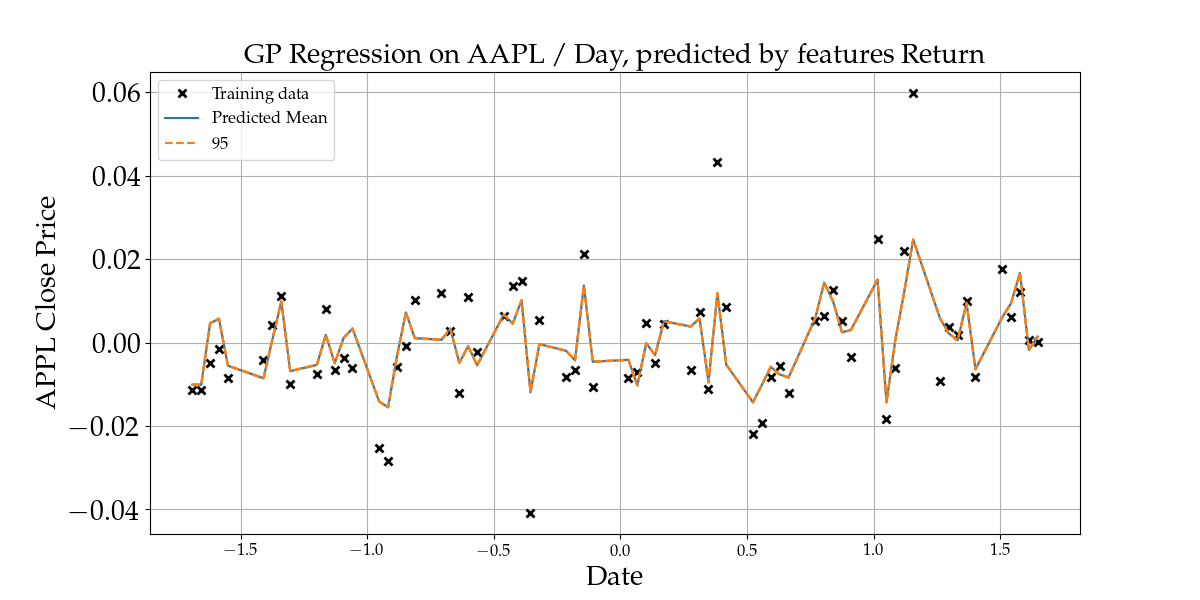 GP Regression on AAPL / Day, predicted by features Return
Training data
Predicted Mean
95
0.06
0.04
0.02
0.00
−0.02
−0.04
APPL Close Price
−1.5 −1.0 −0.5 0.0 0.5 1.0 1.5
Date